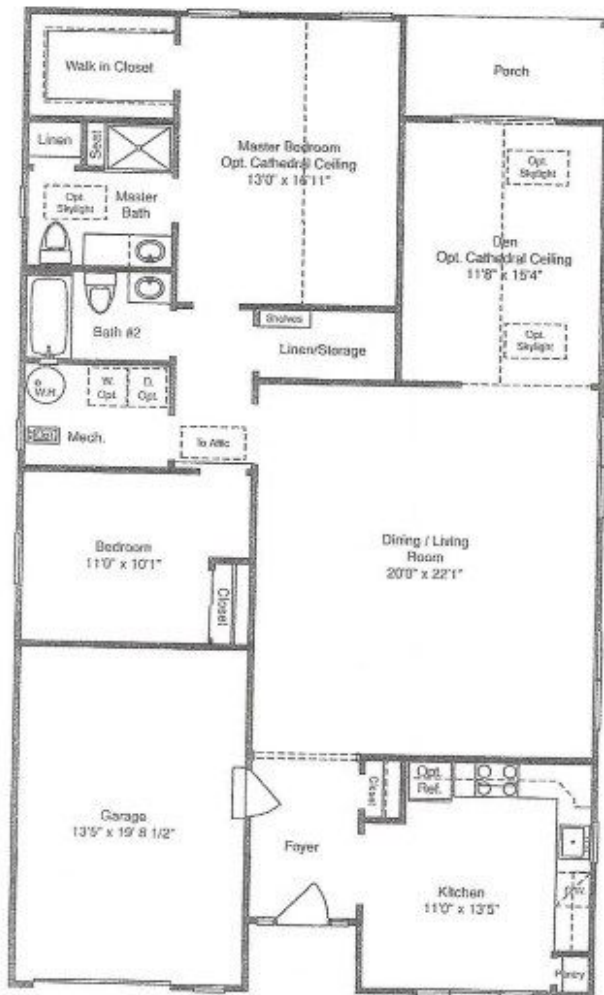 Walk in Closet
Porch
Linen
Seat
Master Bedroom
Opt. Cathedral Ceiling
13'0" x 16'11"
Opt.
Skylight
Master
Bath
Opt.
Skylight
Den
Opt. Cathedral Ceiling
11'8" x 15'4"
Opt.
Skylight
Bath #2
Shelves
Linen/Storage
W.H.
W.
Opt.
D.
Opt.
Mech.
To Attic
Bedroom
11'0" x 10'1"
Closet
Dining / Living
Room
20'0" x 22'1"
Garage
13'5" x 19' 8 1/2"
Closet
Opt.
Ref.
Foyer
Kitchen
11'0" x 13'5"
Pantry